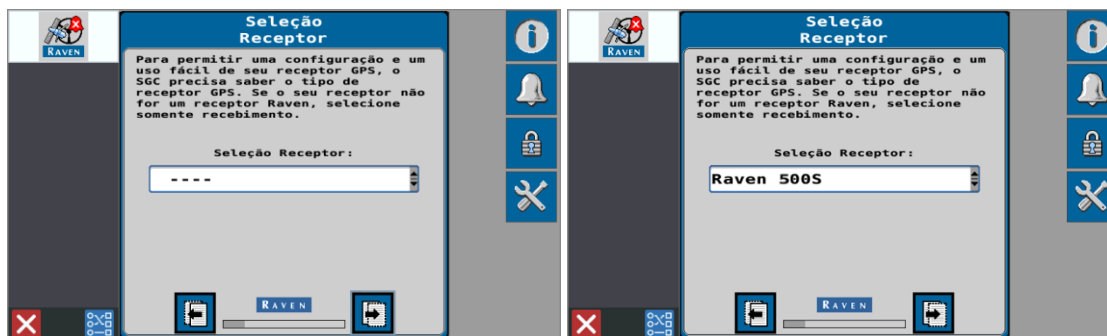 Seleção
Receptor
RAVEN
Para permitir uma configuração e um
uso fácil de seu receptor GPS, o
SGC precisa saber o tipo de
receptor GPS. Se o seu receptor não
for um receptor Raven, selecione
somente recebimento.
Seleção Receptor:
----
RAVEN
Seleção
Receptor
RAVEN
Para permitir uma configuração e um
uso fácil de seu receptor GPS, o
SGC precisa saber o tipo de
receptor GPS. Se o seu receptor não
for um receptor Raven, selecione
somente recebimento.
Seleção Receptor:
Raven 500S
RAVEN